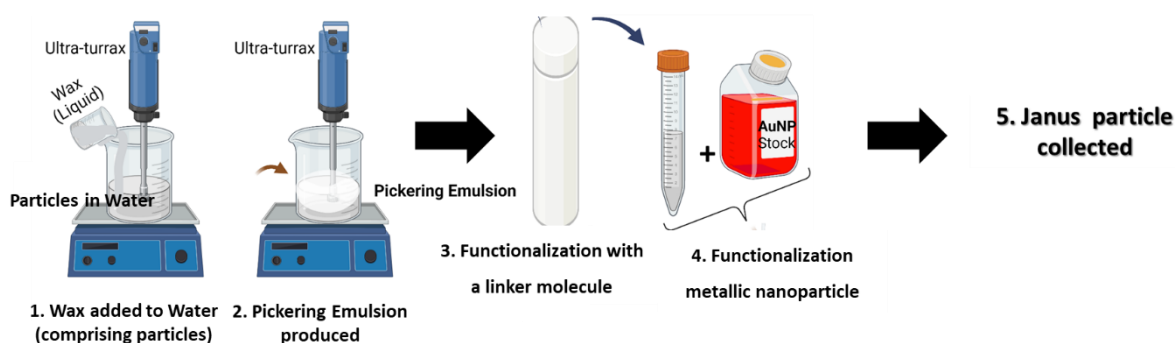 Ultra-turrax
Wax
(Liquid)
Particles in Water
1. Wax added to Water
(comprising particles)
Ultra-turrax
2. Pickering Emulsion
produced
Pickering Emulsion
3. Functionalization with
a linker molecule
AuNP
Stock
+
4. Functionalization
metallic nanoparticle
5. Janus particle
collected